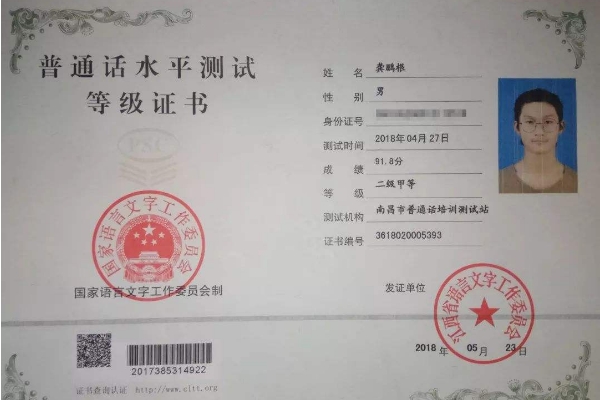 普通话水平测试
等级证书
PSC
国家语言文字工作委员会
国家语言文字工作委员会制
2017385314922
证书查询认证 http://www.cltt.org
姓 名 龚鹏根
性 别 男
身份证号
测试时间 2018年04月27日
成 绩 91.8分
等 级 二级甲等
测试机构 南昌市普通话培训测试站
证书编号 3618020005393
发证单位
江西省语言文字工作委员会
2018 年 05 月 23 日